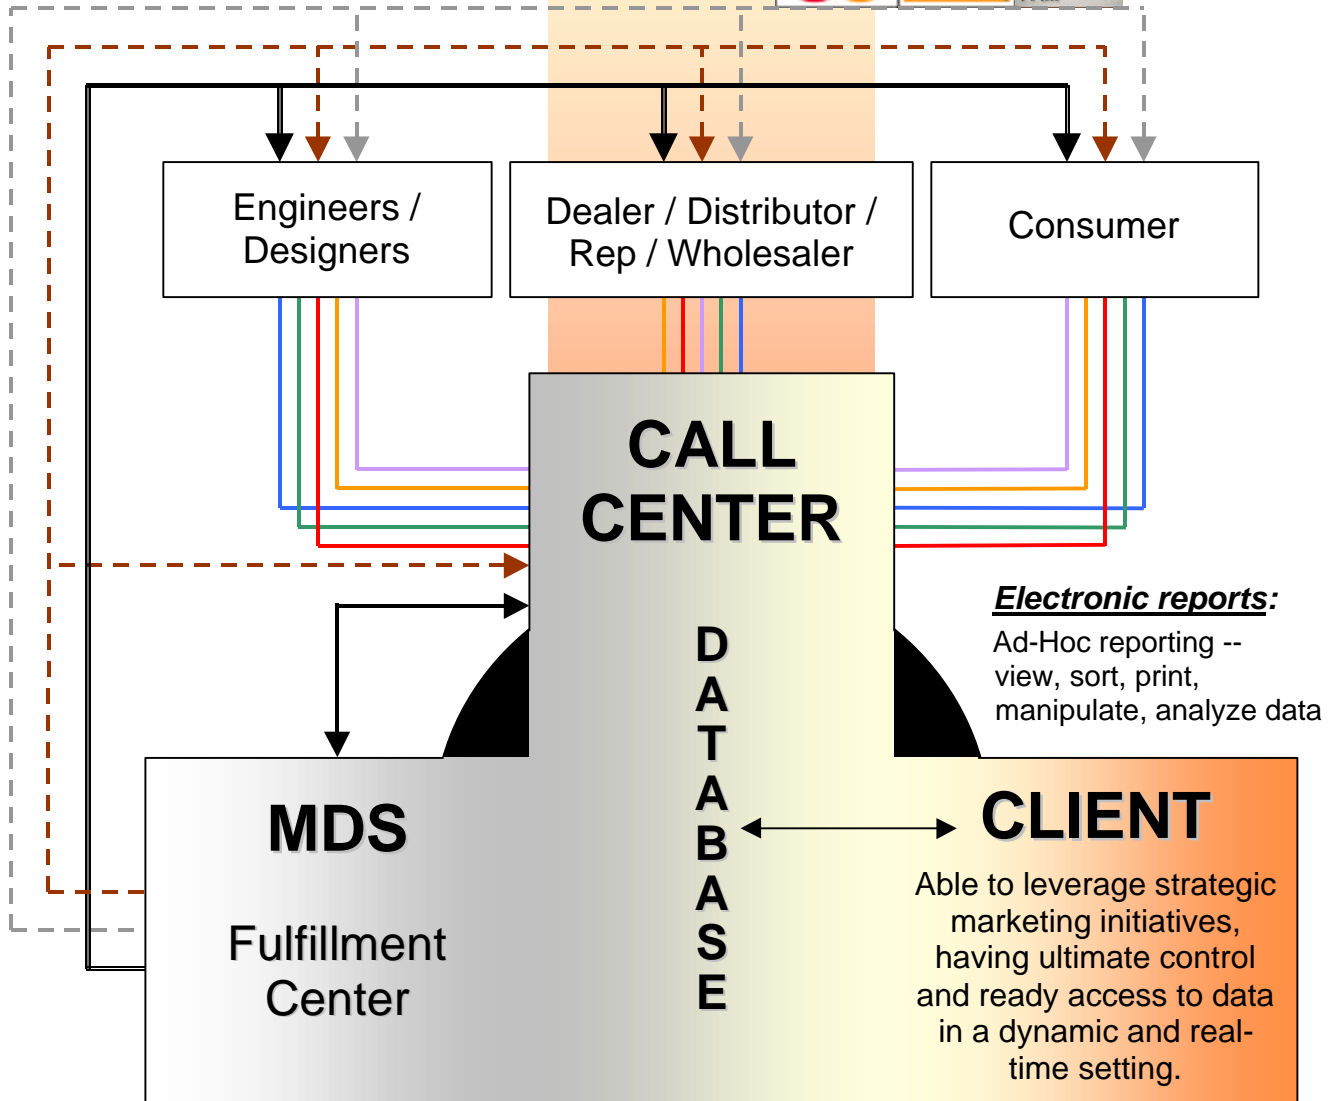 Engineers /
Designers
Dealer / Distributor /
Rep / Wholesaler
Consumer
CALL
CENTER
Electronic reports:
Ad-Hoc reporting --
view, sort, print,
manipulate, analyze data
DATABASE
MDS
Fulfillment
Center
CLIENT
Able to leverage strategic
marketing initiatives,
having ultimate control
and ready access to data
in a dynamic and real-
time setting.